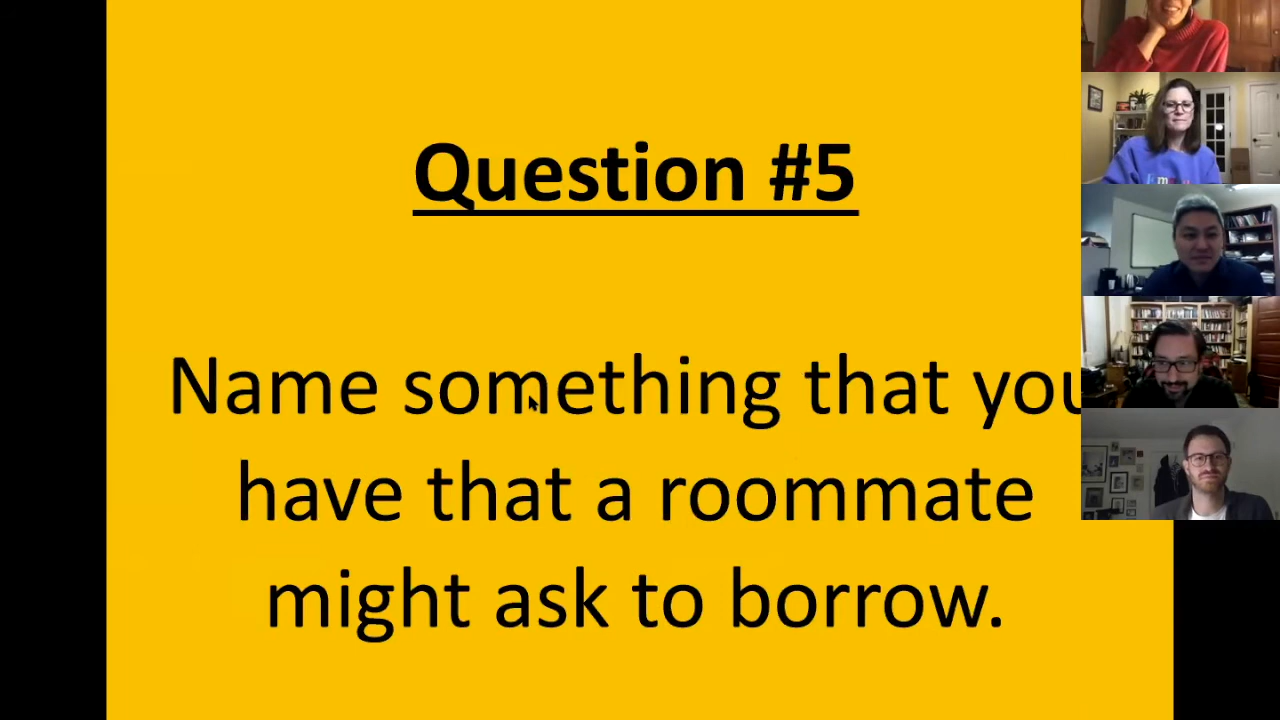 Question #5
Name something that you
have that a roommate
might ask to borrow.